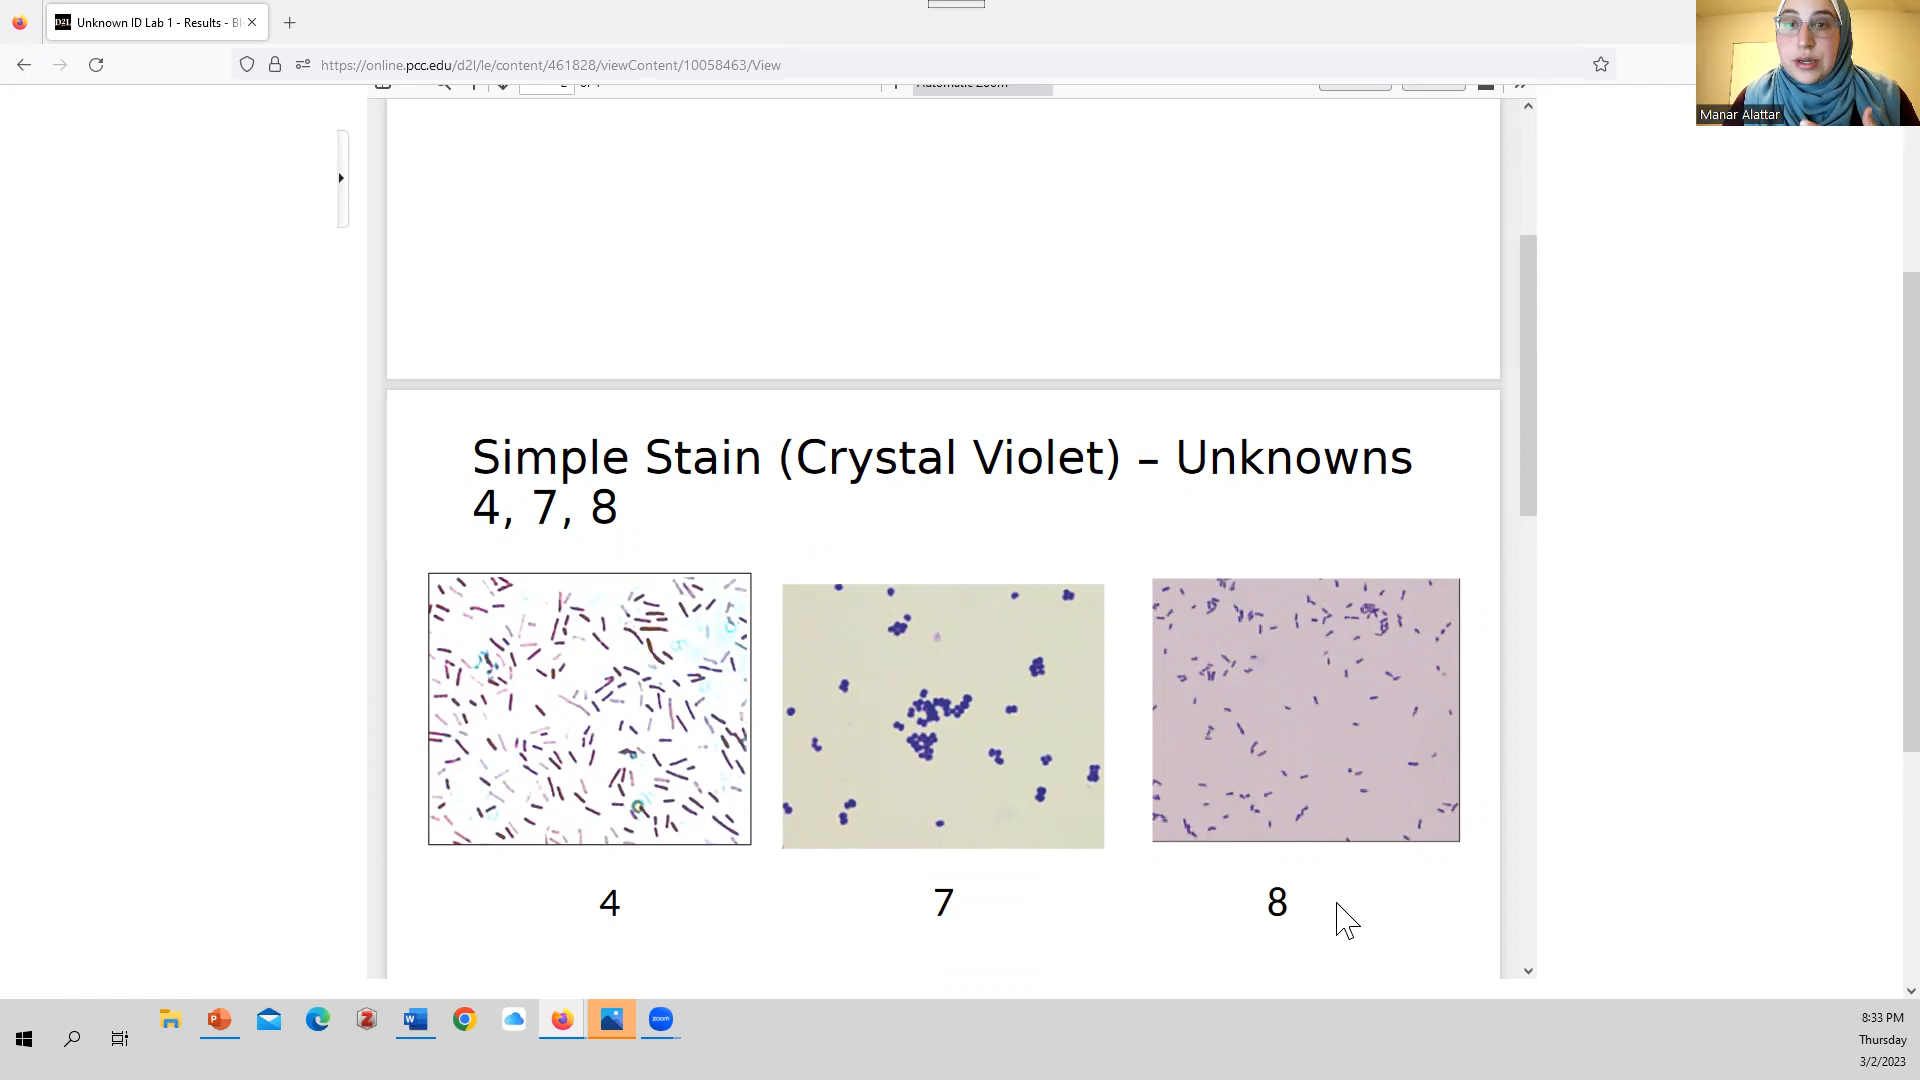 Unknown ID Lab 1 - Results - Bl
https://online.pcc.edu/d2l/le/content/461828/viewContent/10058463/View
Manar Alattar
Simple Stain (Crystal Violet) – Unknowns
4, 7, 8
4
7
8
zoom
8:33 PM
Thursday
3/2/2023